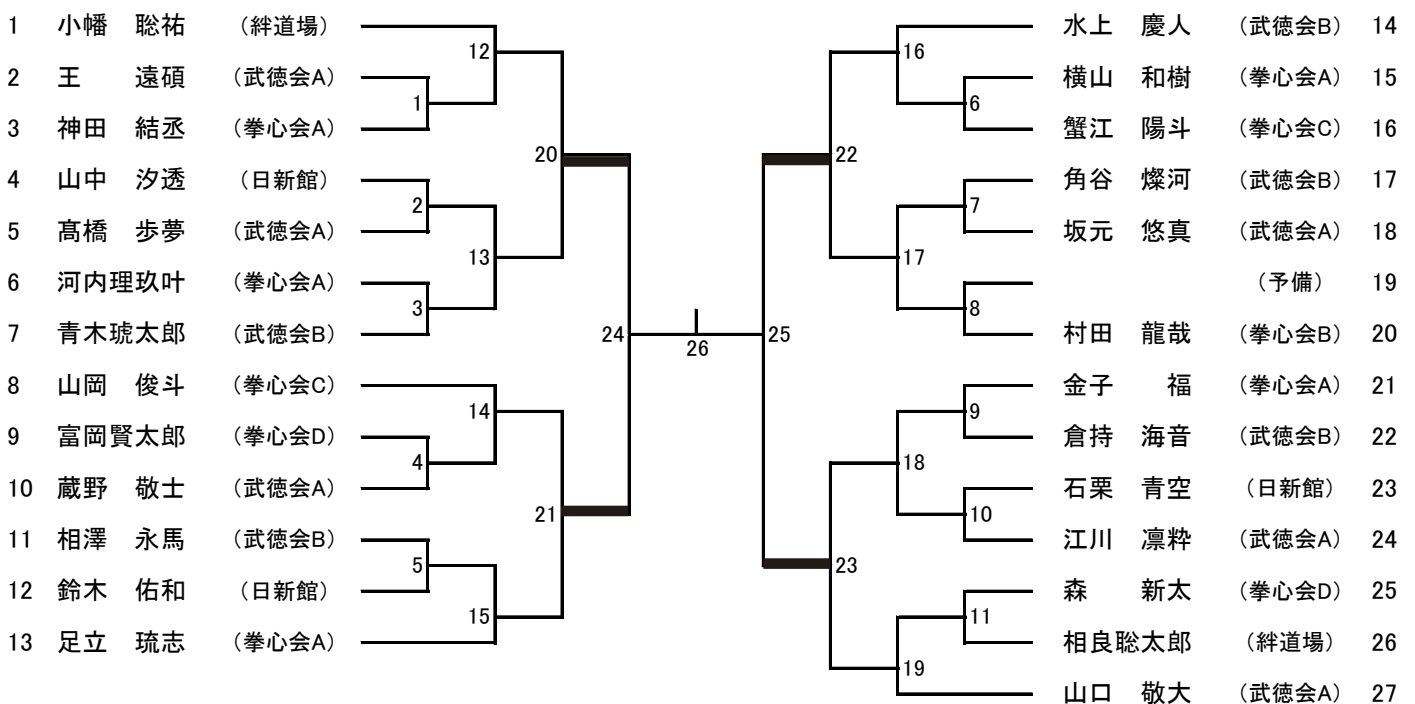 1 小幡 聡祐 （絆道場）
2 王 遠碩 （武徳会A）
3 神田 結丞 （拳心会A）
4 山中 汐透 （日新館）
5 髙橋 歩夢 （武徳会A）
6 河内理玖叶 （拳心会A）
7 青木琥太郎 （武徳会B）
8 山岡 俊斗 （拳心会C）
9 富岡賢太郎 （拳心会D）
10 蔵野 敬士 （武徳会A）
11 相澤 永馬 （武徳会B）
12 鈴木 佑和 （日新館）
13 足立 琉志 （拳心会A）
12
1
20
2
13
3
24
14
4
21
5
15
26
16
6
22
7
17
8
25
9
18
10
23
11
19
水上 慶人 （武徳会B） 14
横山 和樹 （拳心会A） 15
蟹江 陽斗 （拳心会C） 16
角谷 燦河 （武徳会B） 17
坂元 悠真 （武徳会A） 18
（予備） 19
村田 龍哉 （拳心会B） 20
金子 福 （拳心会A） 21
倉持 海音 （武徳会B） 22
石栗 青空 （日新館） 23
江川 凛粋 （武徳会A） 24
森 新太 （拳心会D） 25
相良聡太郎 （絆道場） 26
山口 敬大 （武徳会A） 27